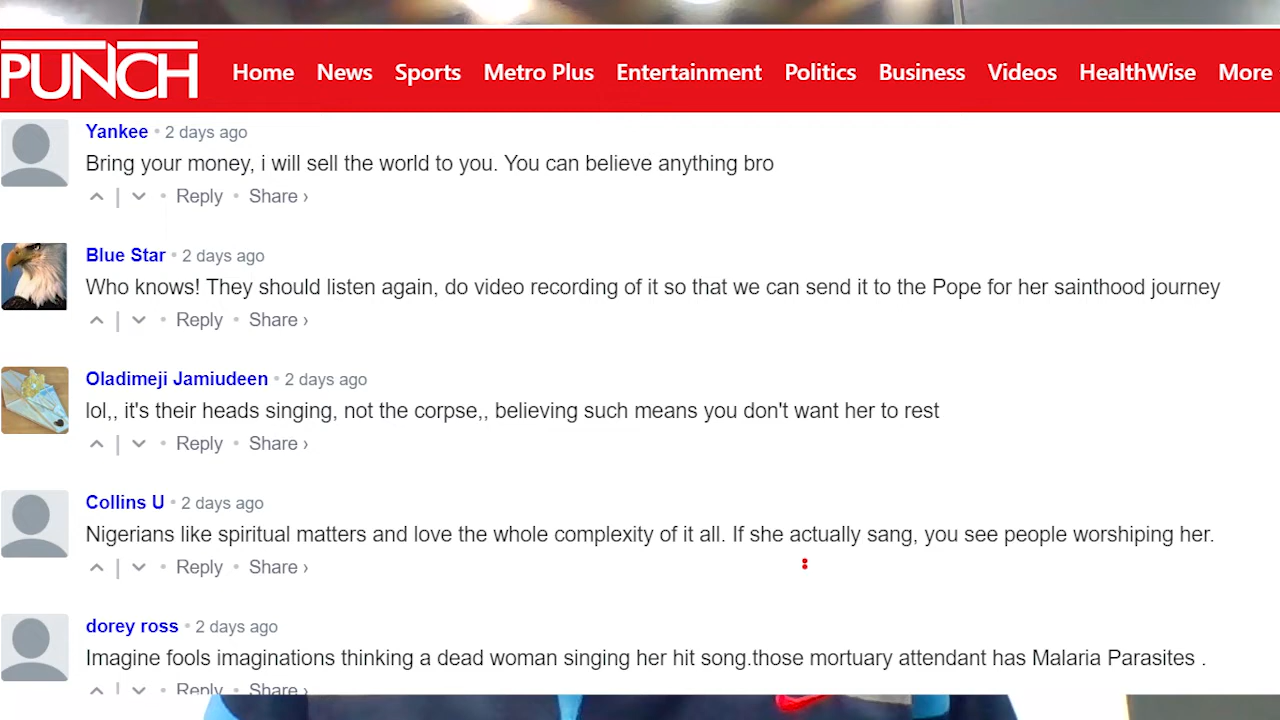 PUNCH Home News Sports Metro Plus Entertainment Politics Business Videos HealthWise More
Yankee • 2 days ago
Bring your money, i will sell the world to you. You can believe anything bro
Reply • Share ›
Blue Star • 2 days ago
Who knows! They should listen again, do video recording of it so that we can send it to the Pope for her sainthood journey
Reply • Share ›
Oladimeji Jamiudeen • 2 days ago
lol,, it's their heads singing, not the corpse,, believing such means you don't want her to rest
Reply • Share ›
Collins U • 2 days ago
Nigerians like spiritual matters and love the whole complexity of it all. If she actually sang, you see people worshiping her.
Reply • Share ›
dorey ross • 2 days ago
Imagine fools imaginations thinking a dead woman singing her hit song.those mortuary attendant has Malaria Parasites .
Reply • Share ›